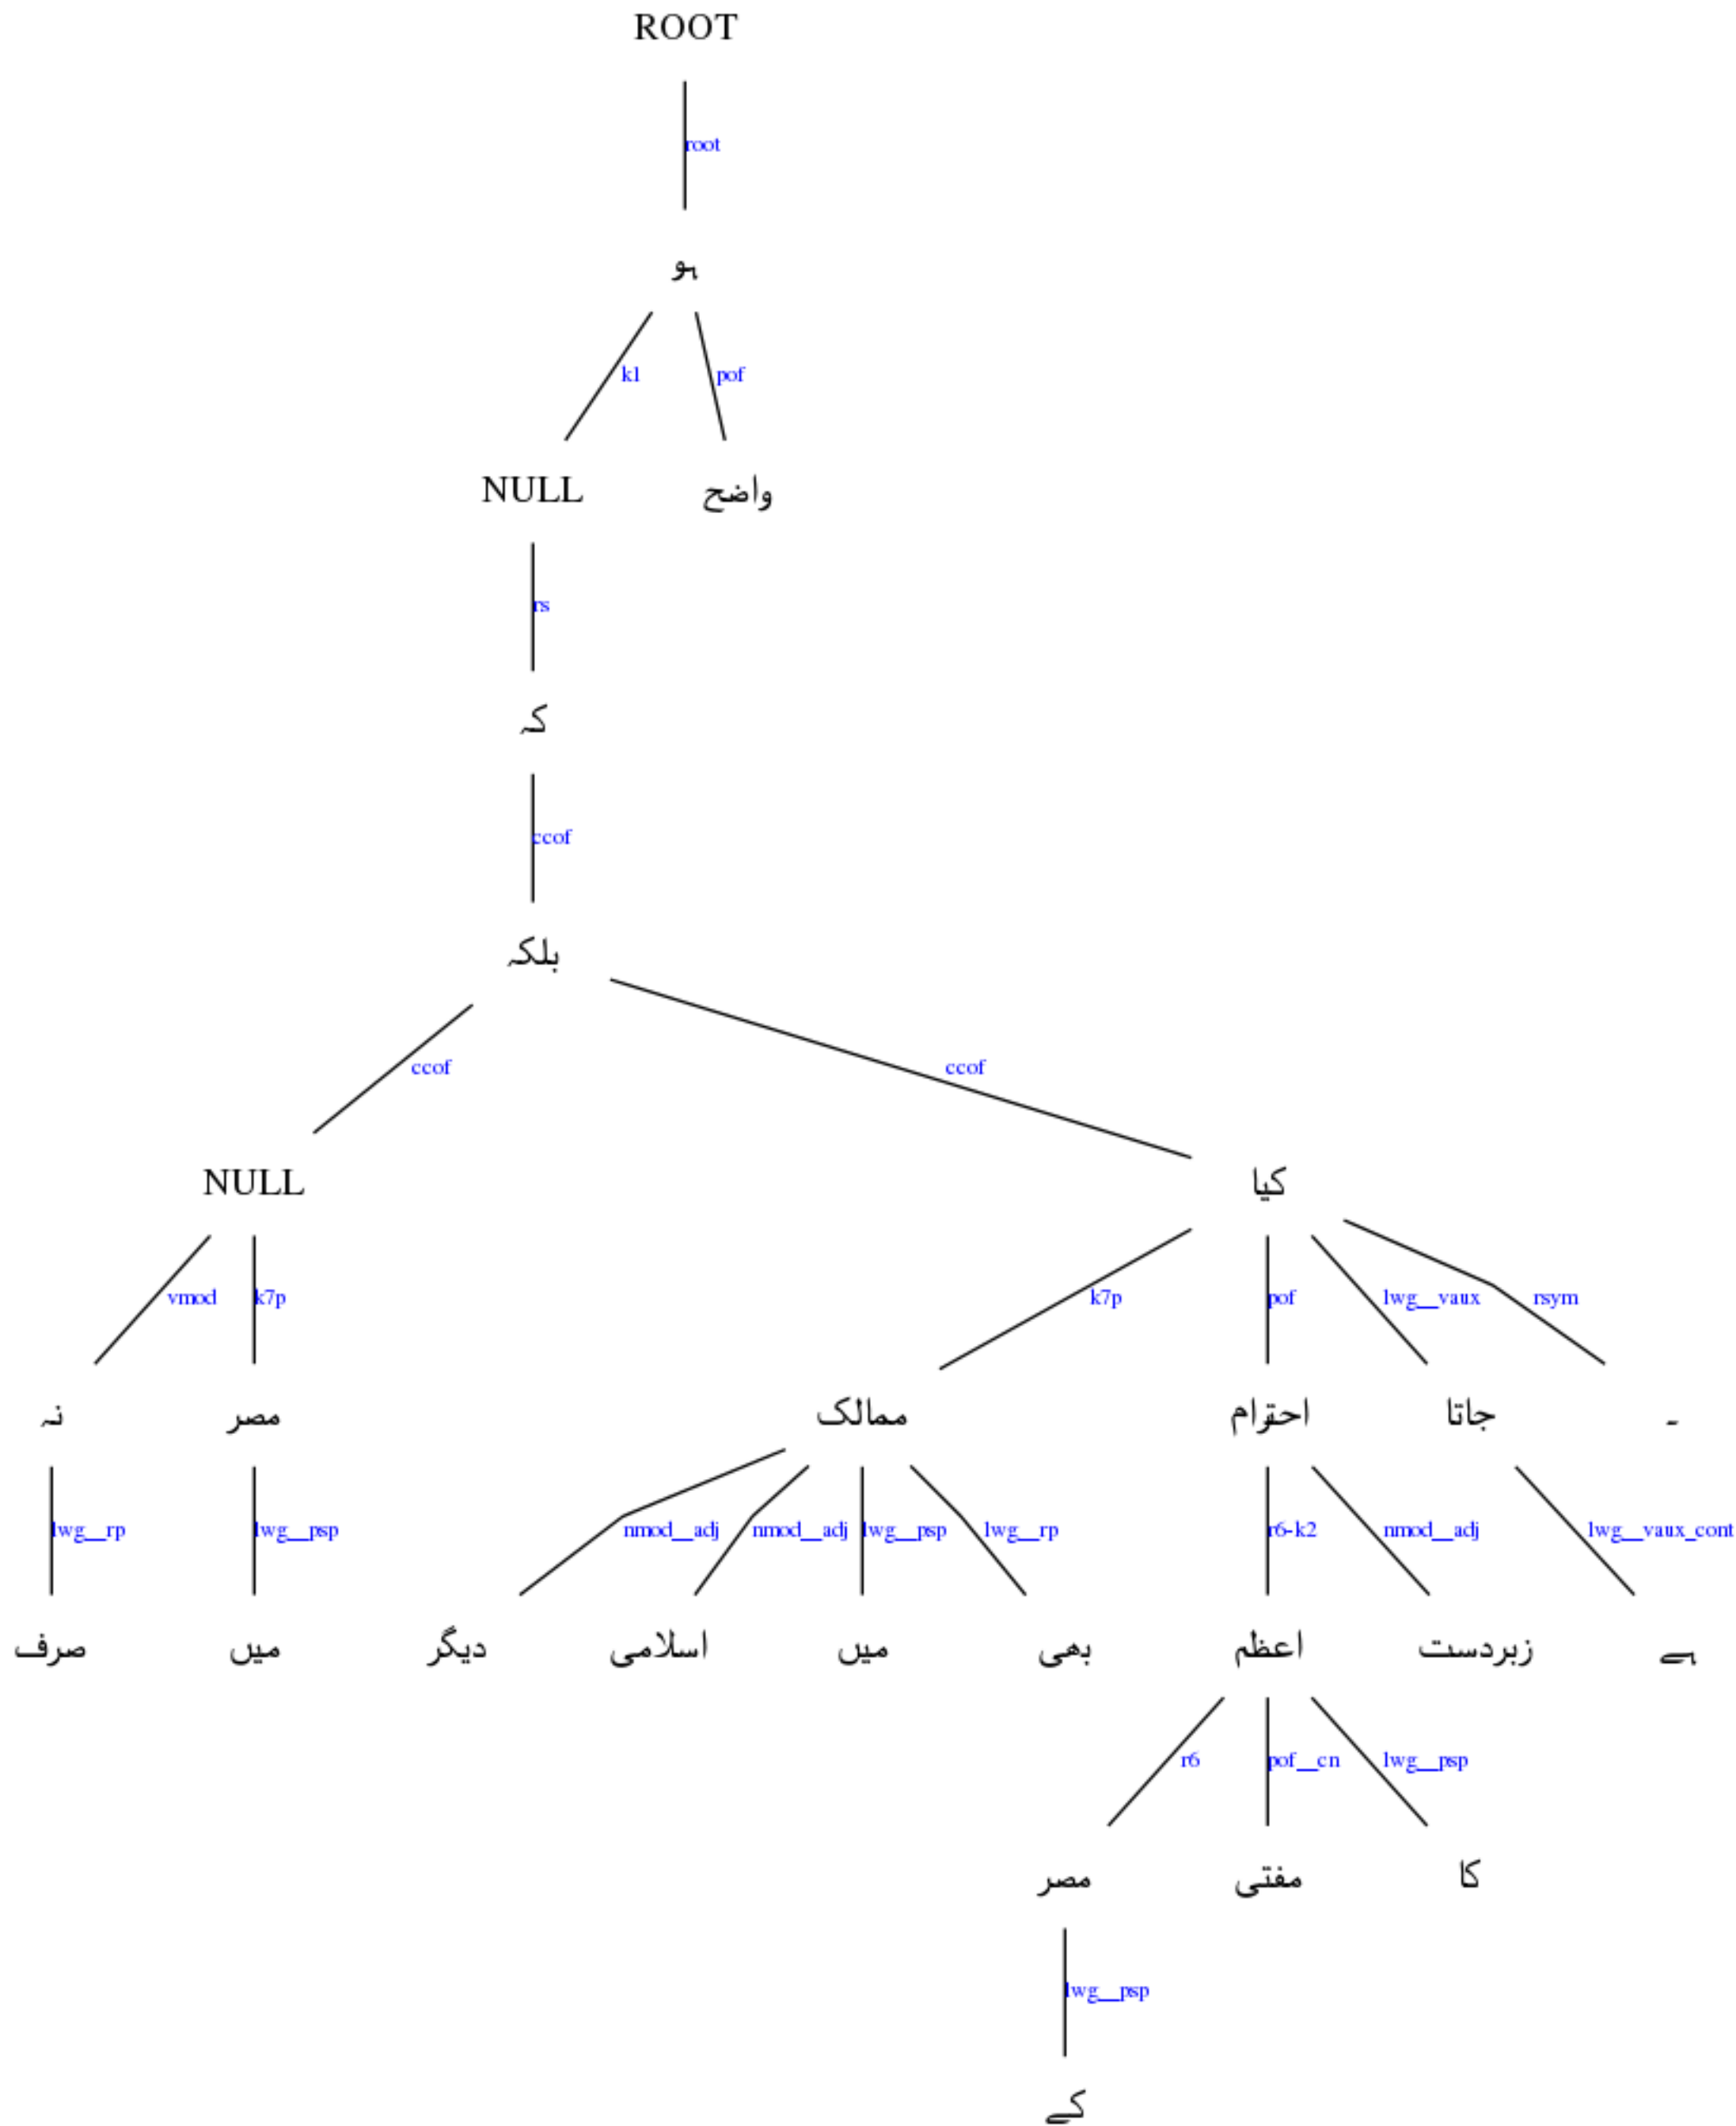 ROOT
root
ہو
k1 pof
NULL واضح
rs
کہ
ccof
بلکہ
ccof ccof
NULL کیا
vmod k7p k7p pof lwg__vaux rsym
نہ مصر ممالک احترام جاتا ۔
lwg__rp lwg__psp nmod__adj nmod__adj lwg__psp lwg__rp r6-k2 nmod__adj lwg__vaux_cont
صرف میں دیگر اسلامی میں بھی اعظم زبردست ہے
r6 pof__cn lwg__psp
مصر مفتی کا
lwg__psp
کے